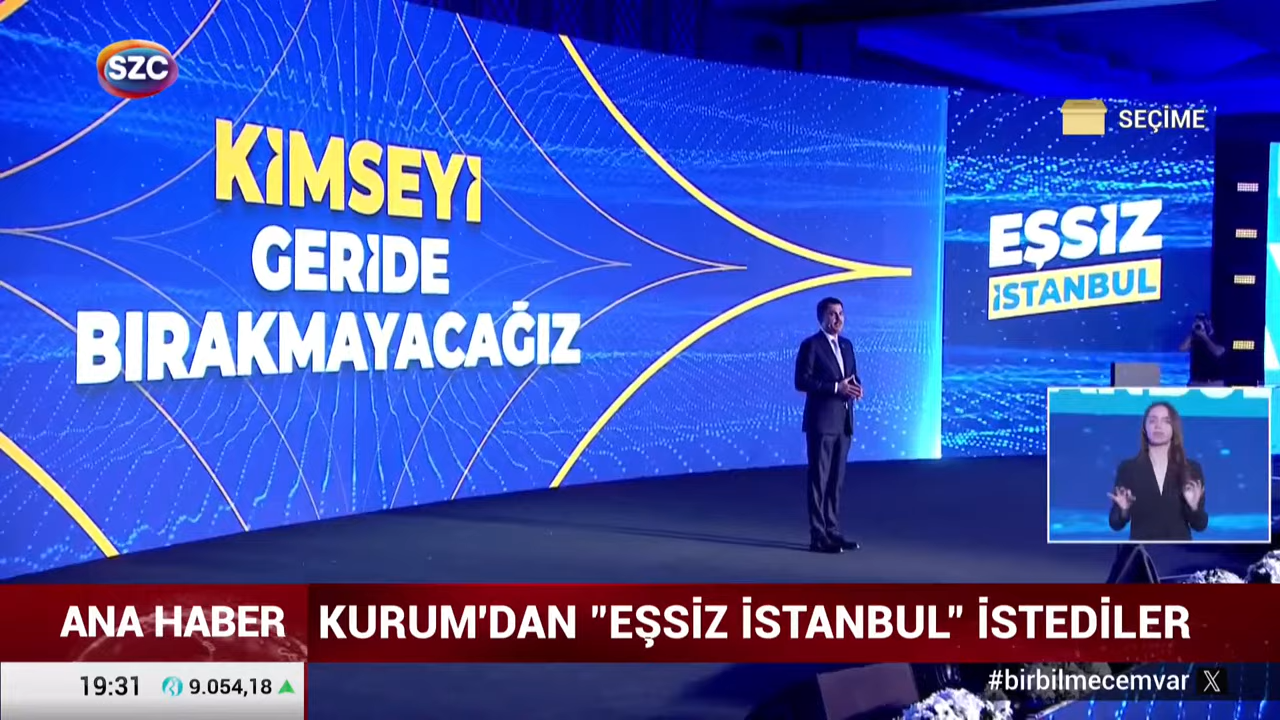 SZC
SEÇİME
KİMSEYİ
GERİDE
BIRAKMAYACAĞIZ
EŞSİZ
İSTANBUL
ANA HABER
KURUM'DAN "EŞSİZ İSTANBUL" İSTEDİLER
19:31
9.054,18
#birbilmecemvar X